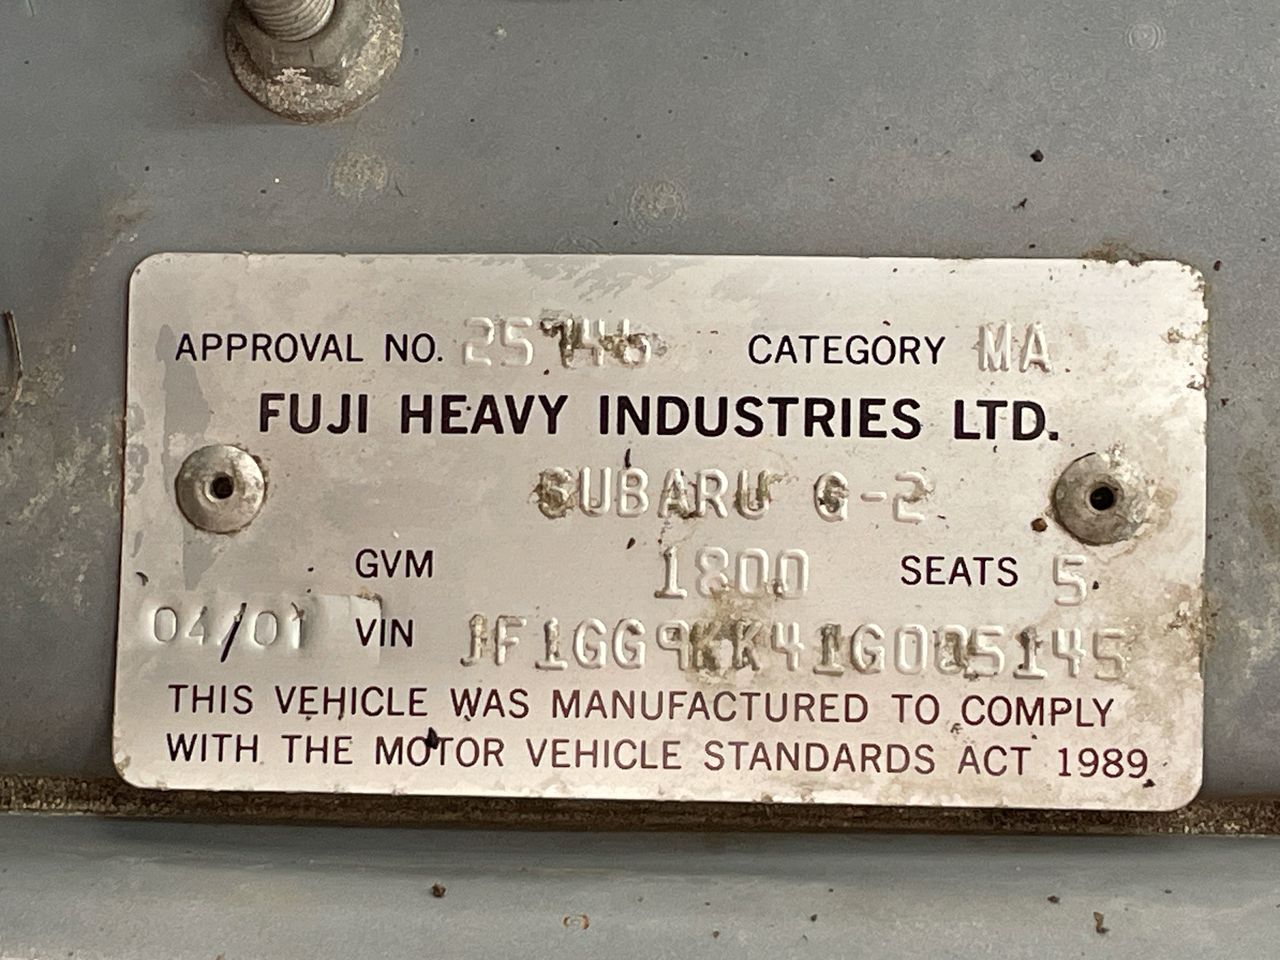 APPROVAL NO. 25746 CATEGORY MA
FUJI HEAVY INDUSTRIES LTD.
SUBARU G-2
GVM 1800 SEATS 5
04/01 VIN JF1GG9KK41G005145
THIS VEHICLE WAS MANUFACTURED TO COMPLY
WITH THE MOTOR VEHICLE STANDARDS ACT 1989